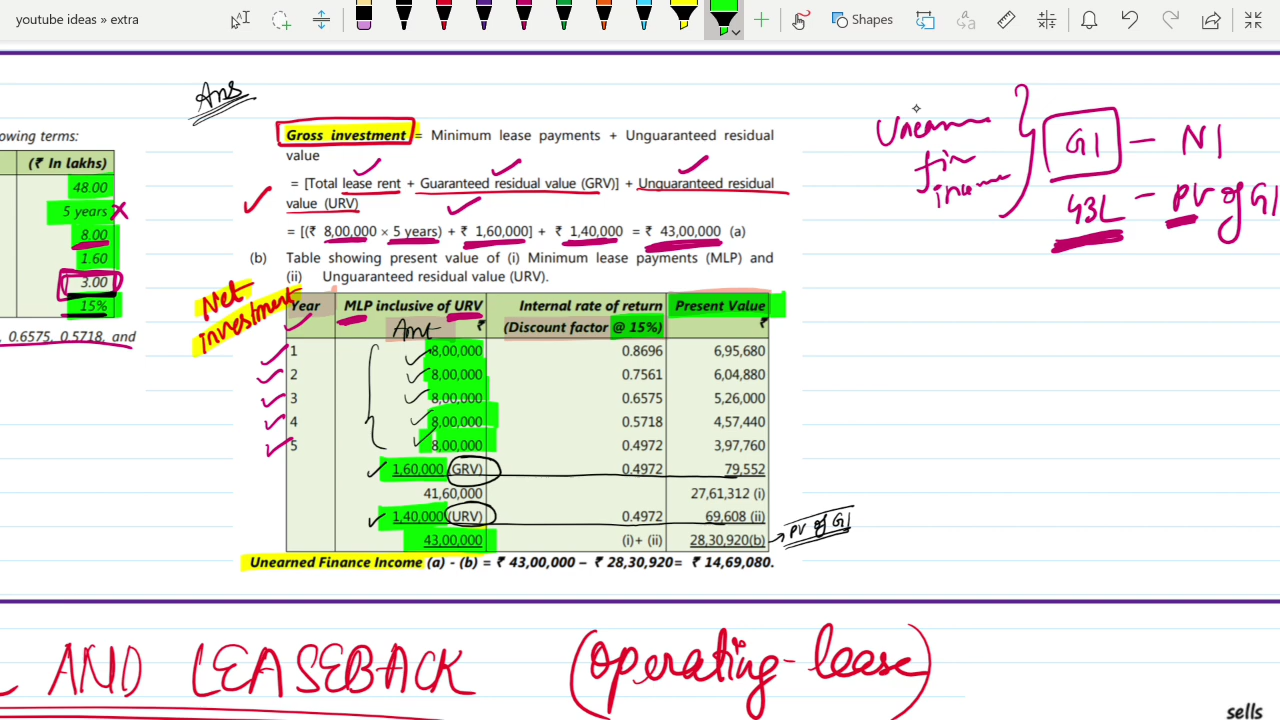 youtube ideas » extra
Shapes
Ans
owing terms:
(₹ In lakhs)
48.00
5 years x
8.00
1.60
3.00
15%
, 0.6575, 0.5718, and
Gross investment = Minimum lease payments + Unguaranteed residual
value
= [Total lease rent + Guaranteed residual value (GRV)] + Unguaranteed residual
value (URV)
= [(₹ 8,00,000 × 5 years) + ₹ 1,60,000] + ₹ 1,40,000 = ₹ 43,00,000 (a)
(b) Table showing present value of (i) Minimum lease payments (MLP) and
(ii) Unguaranteed residual value (URV).
Net
investment
Year MLP inclusive of URV Internal rate of return Present Value
Amt ₹ (Discount factor @ 15%) ₹
1 8,00,000 0.8696 6,95,680
2 8,00,000 0.7561 6,04,880
3 8,00,000 0.6575 5,26,000
4 8,00,000 0.5718 4,57,440
5 8,00,000 0.4972 3,97,760
1,60,000 (GRV) 0.4972 79,552
41,60,000 27,61,312 (i)
1,40,000 (URV) 0.4972 69,608 (ii)
43,00,000 (i)+ (ii) 28,30,920(b)
PV of GI
Unearned Finance Income (a) - (b) = ₹ 43,00,000 – ₹ 28,30,920= ₹ 14,69,080.
fin
income
GI – NI
43L – PV of GI
AND LEASEBACK (operating-lease)
sells